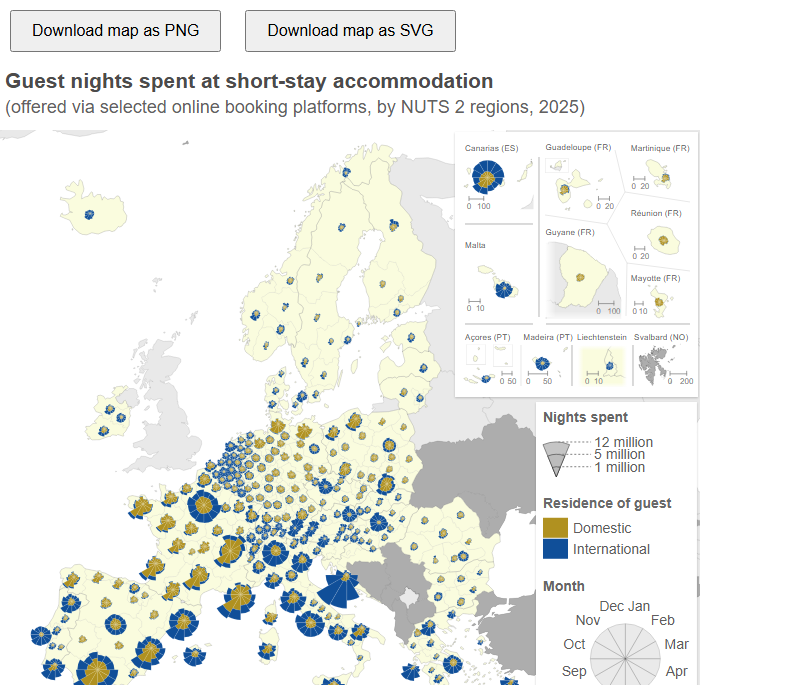 Download map as PNG
Download map as SVG
Guest nights spent at short-stay accommodation
(offered via selected online booking platforms, by NUTS 2 regions, 2025)
Canarias (ES)
0 100
Guadeloupe (FR)
0 20
Martinique (FR)
0 20
Réunion (FR)
0 20
Malta
0 10
Guyane (FR)
0 100
Mayotte (FR)
0 10
Açores (PT)
0 50
Madeira (PT)
0 50
Liechtenstein
0 10
Svalbard (NO)
0 200
Nights spent
12 million
5 million
1 million
Residence of guest
Domestic
International
Month
Dec Jan
Nov Feb
Oct Mar
Sep Apr